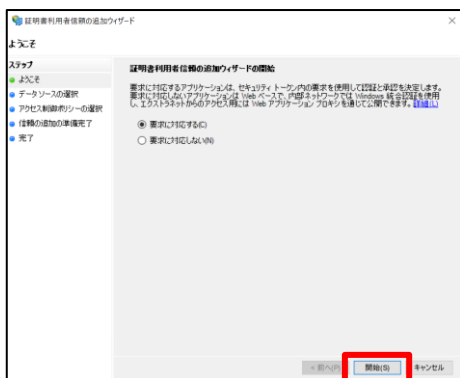 証明書利用者信頼の追加ウィザード
ようこそ
ステップ
ようこそ
データ ソースの選択
アクセス制御ポリシーの選択
信頼の追加の準備完了
完了
証明書利用者信頼の追加ウィザードの開始
要求に対応するアプリケーションは、セキュリティ トークン内の要求を使用して認証と承認を決定します。
要求に対応しないアプリケーションは Web ベースで、内部ネットワークでは Windows 統合認証を使用
し、エクストラネットからのアクセス用には Web アプリケーション プロキシを通じて公開できます。詳細(L)
要求に対応する(C)
要求に対応しない(N)
< 前へ(P)
開始(S)
キャンセル